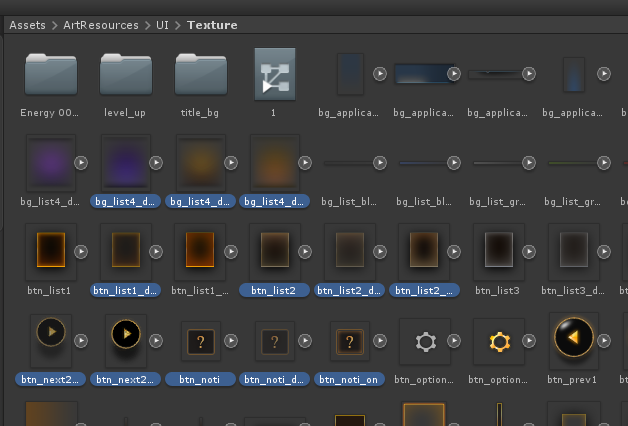 Assets > ArtResources > UI > Texture
Energy 00... level_up title_bg 1 bg_applica... bg_applica... bg_applica... bg_applica...
bg_list4_d... bg_list4_d... bg_list4_d... bg_list4_d... bg_list_bl... bg_list_bl... bg_list_gr... bg_list_gr...
btn_list1 btn_list1_d... btn_list1_... btn_list2 btn_list2_d... btn_list2_... btn_list3 btn_list3_d...
? ? ?
btn_next2... btn_next2... btn_noti btn_noti_d... btn_noti_on btn_option... btn_option... btn_prev1